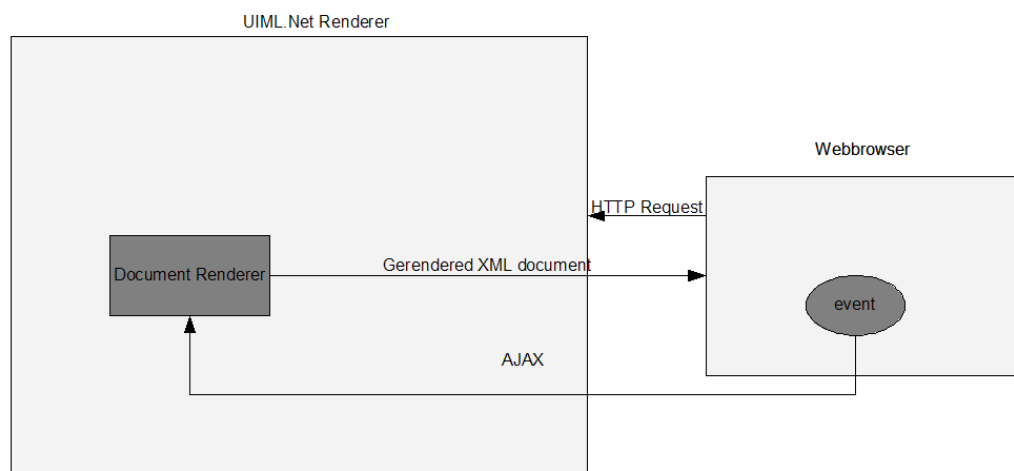 UIML.Net Renderer
Webbrowser
HTTP Request
Document Renderer
Gerendered XML document
event
AJAX